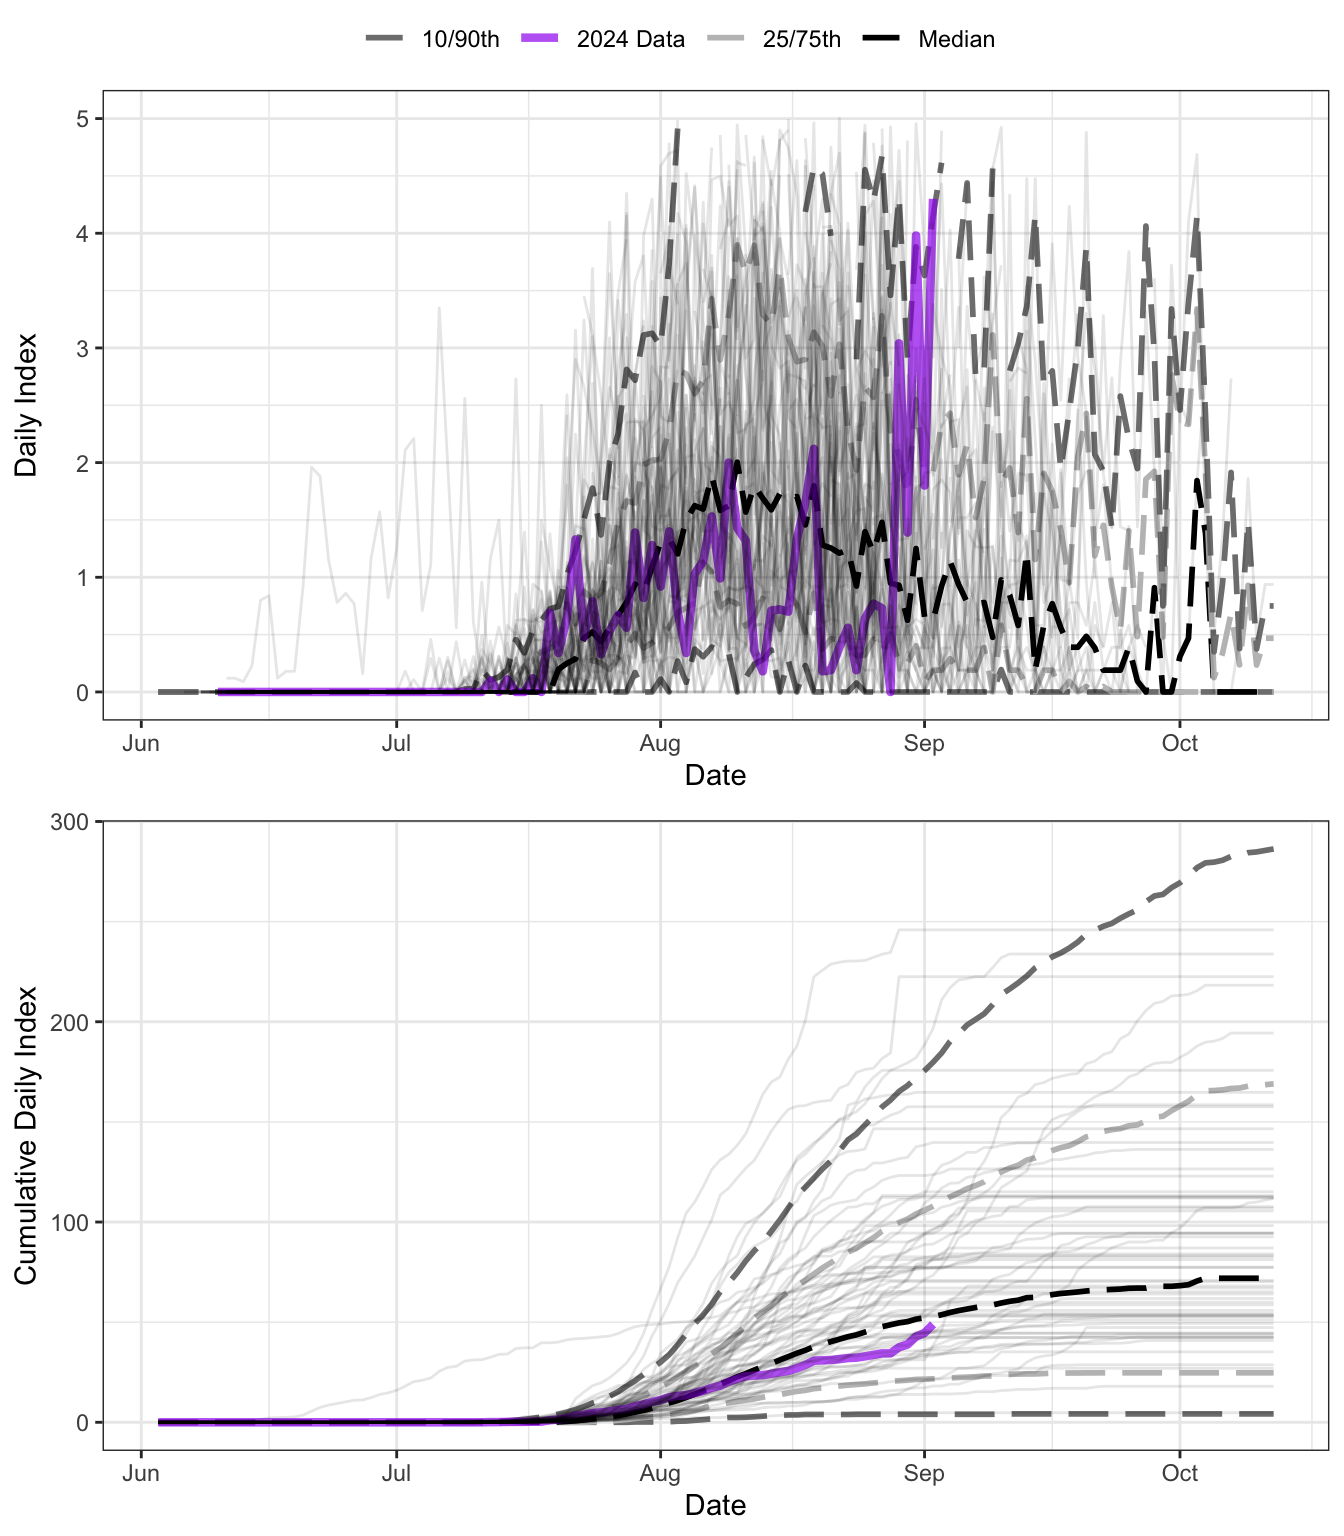 10/90th 2024 Data 25/75th Median
5
4
3
2
1
0
Daily Index
Jun Jul Aug Sep Oct
Date
300
200
100
0
Cumulative Daily Index
Jun Jul Aug Sep Oct
Date